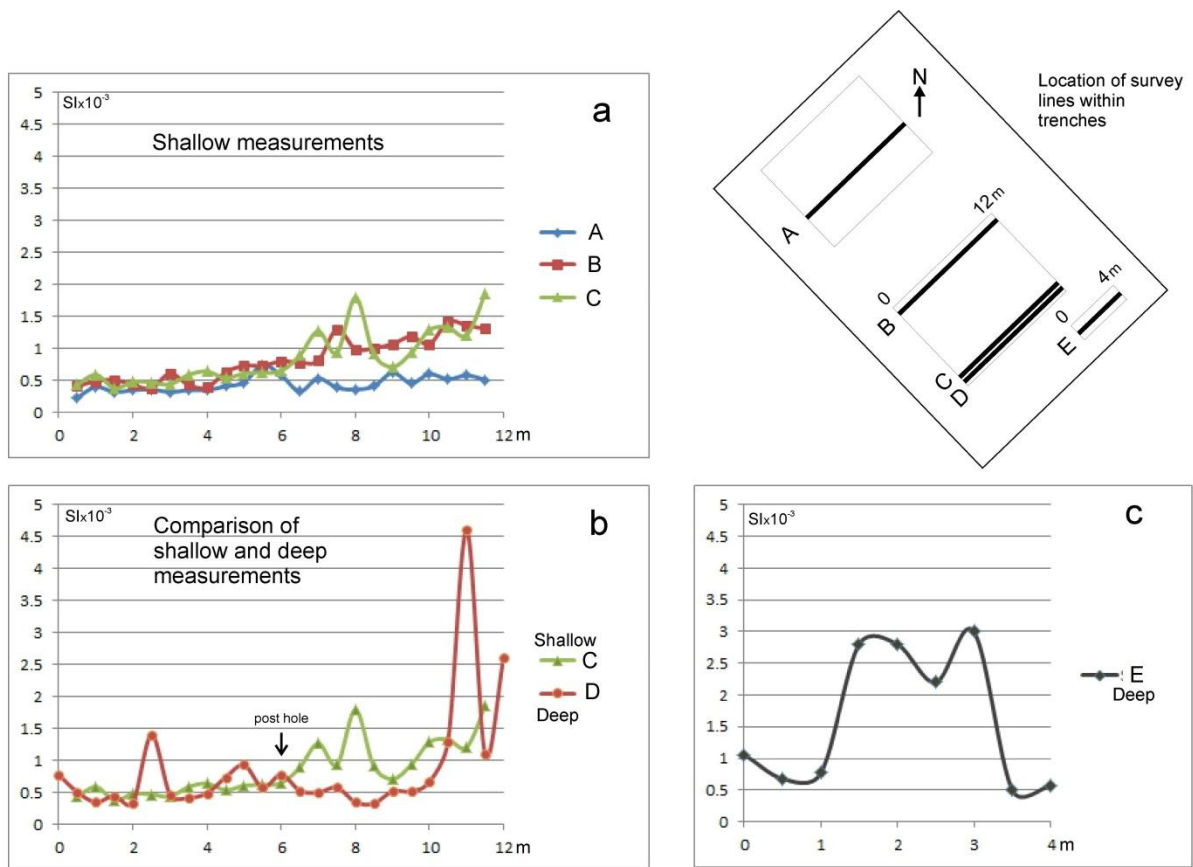 SIx10⁻³
a
Shallow measurements
5
4.5
4
3.5
3
2.5
2
1.5
1
0.5
0
0 2 4 6 8 10 12 m
A
B
C
N
Location of survey
lines within
trenches
A
0
12 m
B
C
D
0
4 m
E
SIx10⁻³
b
Comparison of
shallow and deep
measurements
5
4.5
4
3.5
3
2.5
2
1.5
1
0.5
0
post hole
0 2 4 6 8 10 12 m
Shallow
C
D
Deep
SIx10⁻³
c
5
4.5
4
3.5
3
2.5
2
1.5
1
0.5
0
0 1 2 3 4 m
E
Deep